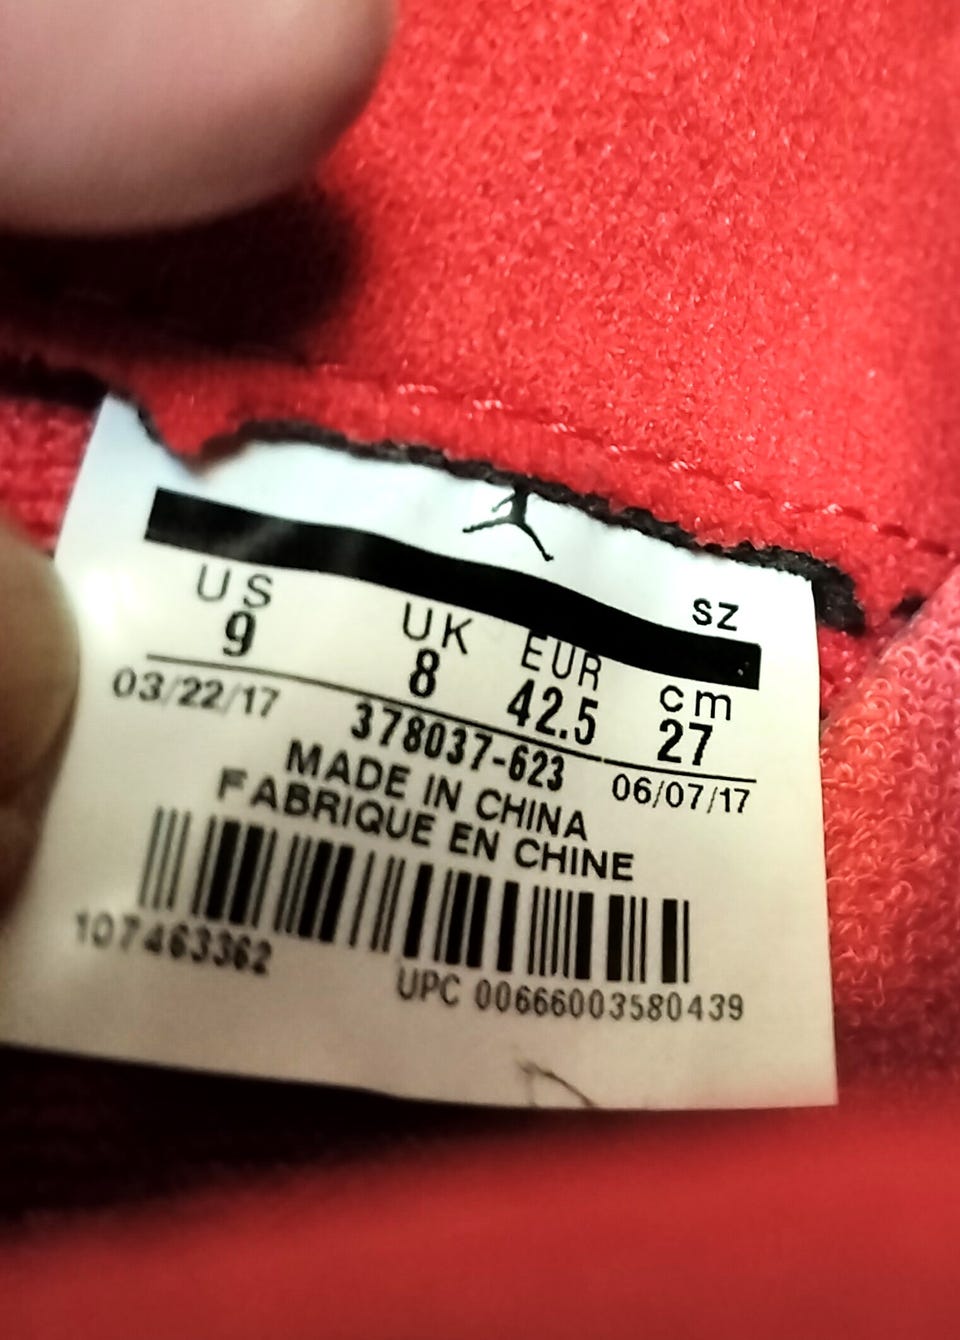 SZ
US UK EUR cm
9 8 42.5 27
03/22/17 378037-623 06/07/17
MADE IN CHINA
FABRIQUE EN CHINE
107463362
UPC 00666003580439